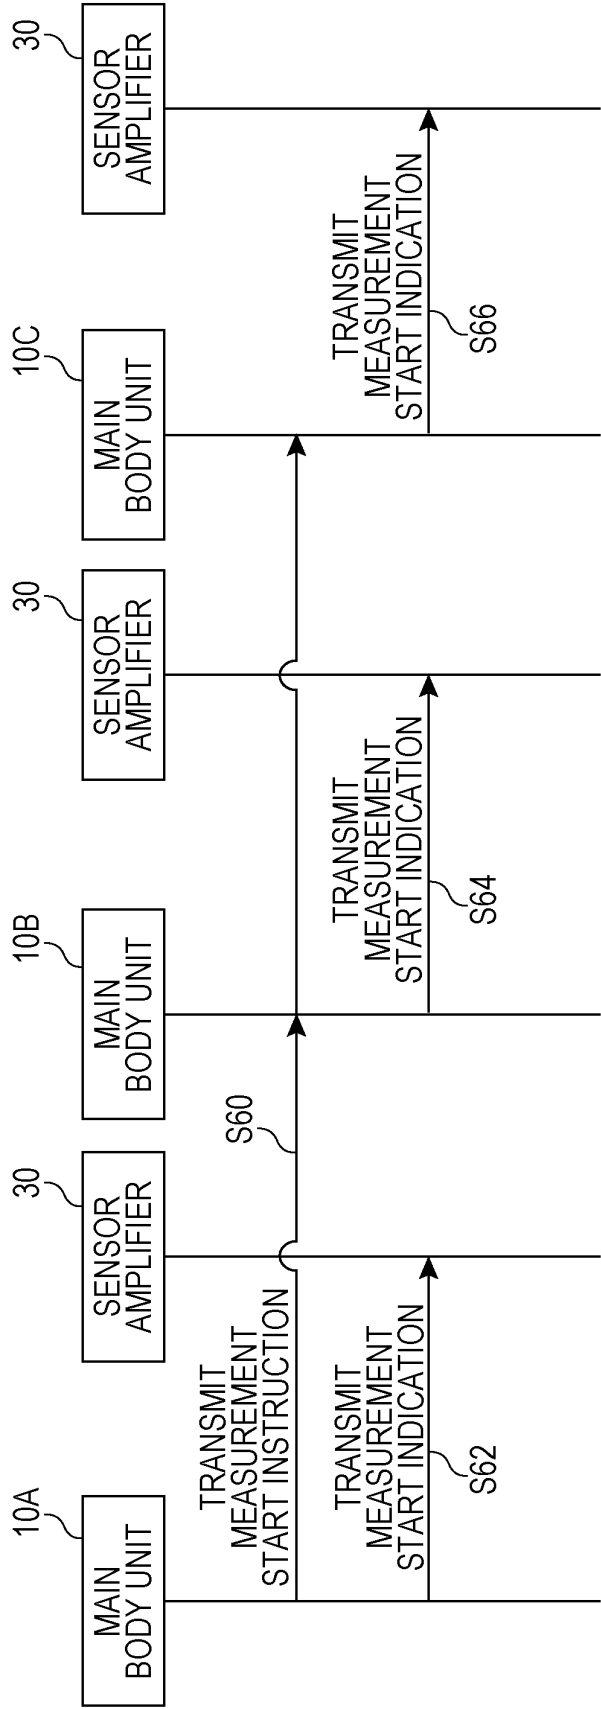 10A
MAIN
BODY UNIT
30
SENSOR
AMPLIFIER
10B
MAIN
BODY UNIT
30
SENSOR
AMPLIFIER
10C
MAIN
BODY UNIT
30
SENSOR
AMPLIFIER
TRANSMIT
MEASUREMENT
START INSTRUCTION
S60
TRANSMIT
MEASUREMENT
START INDICATION
S62
TRANSMIT
MEASUREMENT
START INDICATION
S64
TRANSMIT
MEASUREMENT
START INDICATION
S66